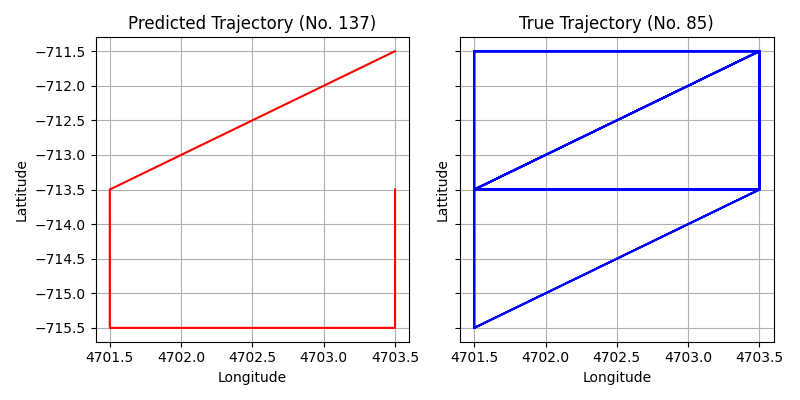 Predicted Trajectory (No. 137)
−711.5
−712.0
−712.5
−713.0
−713.5
−714.0
−714.5
−715.0
−715.5
Lattitude
4701.5 4702.0 4702.5 4703.0 4703.5
Longitude
True Trajectory (No. 85)
Lattitude
4701.5 4702.0 4702.5 4703.0 4703.5
Longitude